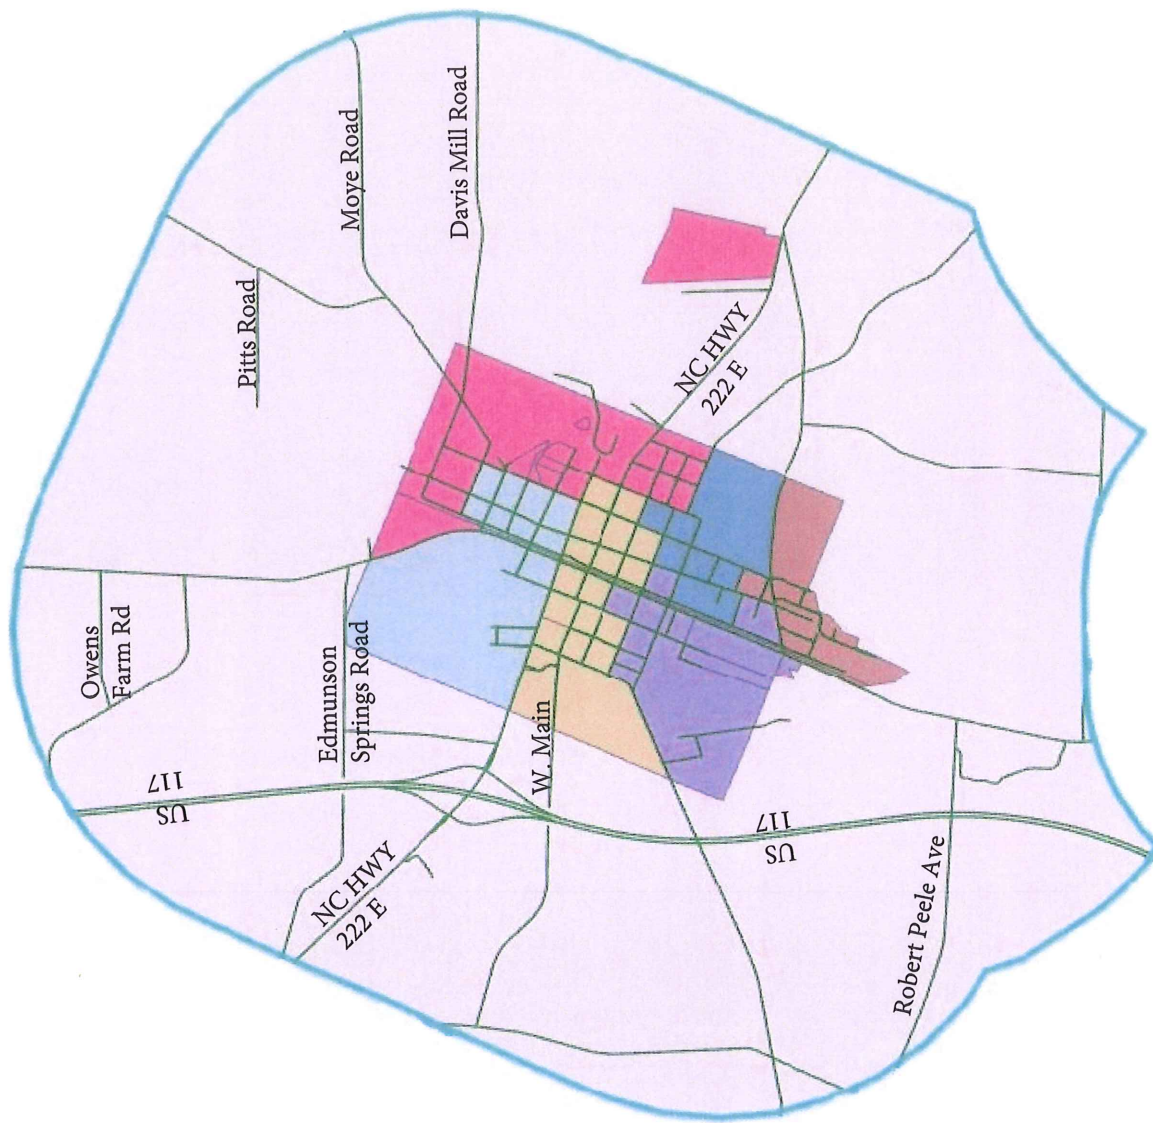 Moye Road
Davis Mill Road
Pitts Road
NC HWY
222 E
Owens
Farm Rd
Edmunson
Springs Road
W. Main
US
117
NC HWY
222 E
US
117
Robert Peele Ave